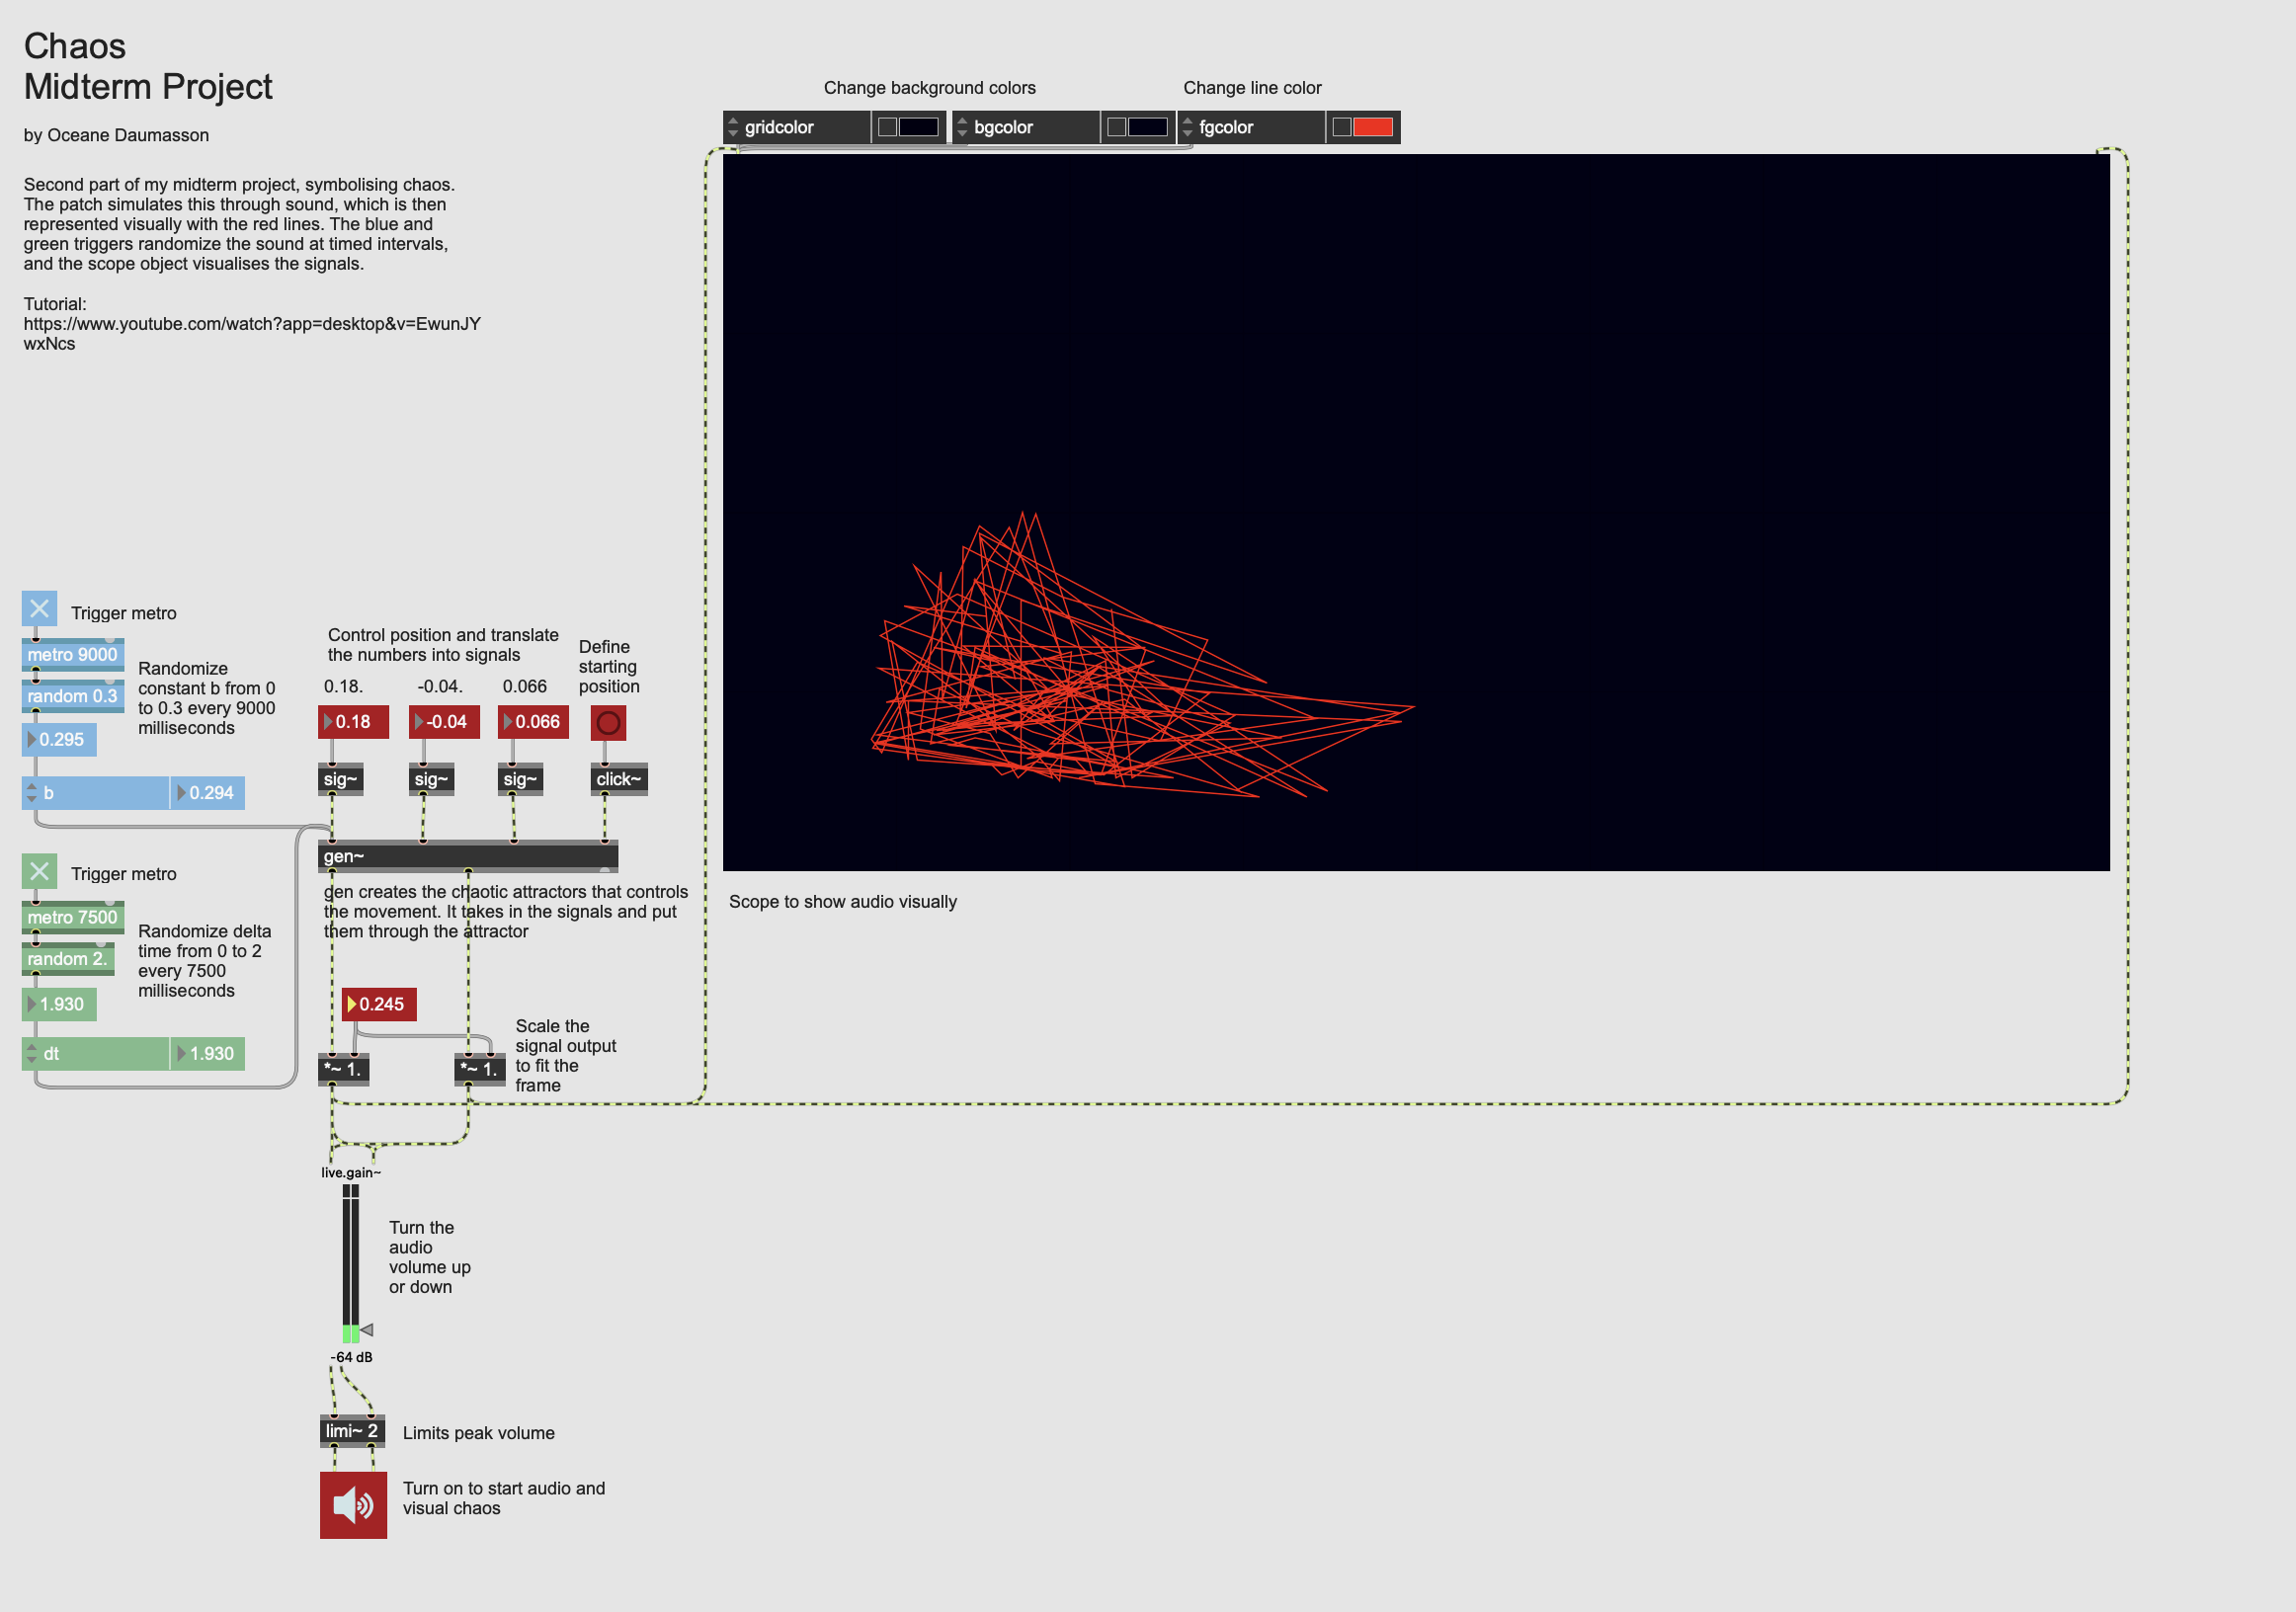 Chaos
Midterm Project
by Oceane Daumasson
Second part of my midterm project, symbolising chaos.
The patch simulates this through sound, which is then
represented visually with the red lines. The blue and
green triggers randomize the sound at timed intervals,
and the scope object visualises the signals.
Tutorial:
https://www.youtube.com/watch?app=desktop&v=EwunJY
wxNcs
Change background colors
Change line color
gridcolor
bgcolor
fgcolor
Scope to show audio visually
Trigger metro
metro 9000
random 0.3
Randomize
constant b from 0
to 0.3 every 9000
milliseconds
0.295
b
0.294
Trigger metro
metro 7500
random 2.
Randomize delta
time from 0 to 2
every 7500
milliseconds
1.930
dt
1.930
Control position and translate
the numbers into signals
Define
starting
position
0.18.
-0.04.
0.066
0.18
-0.04
0.066
sig~
sig~
sig~
click~
gen~
gen creates the chaotic attractors that controls
the movement. It takes in the signals and put
them through the attractor
0.245
Scale the
signal output
to fit the
frame
*~ 1.
*~ 1.
live.gain~
Turn the
audio
volume up
or down
-64 dB
limi~ 2
Limits peak volume
Turn on to start audio and
visual chaos